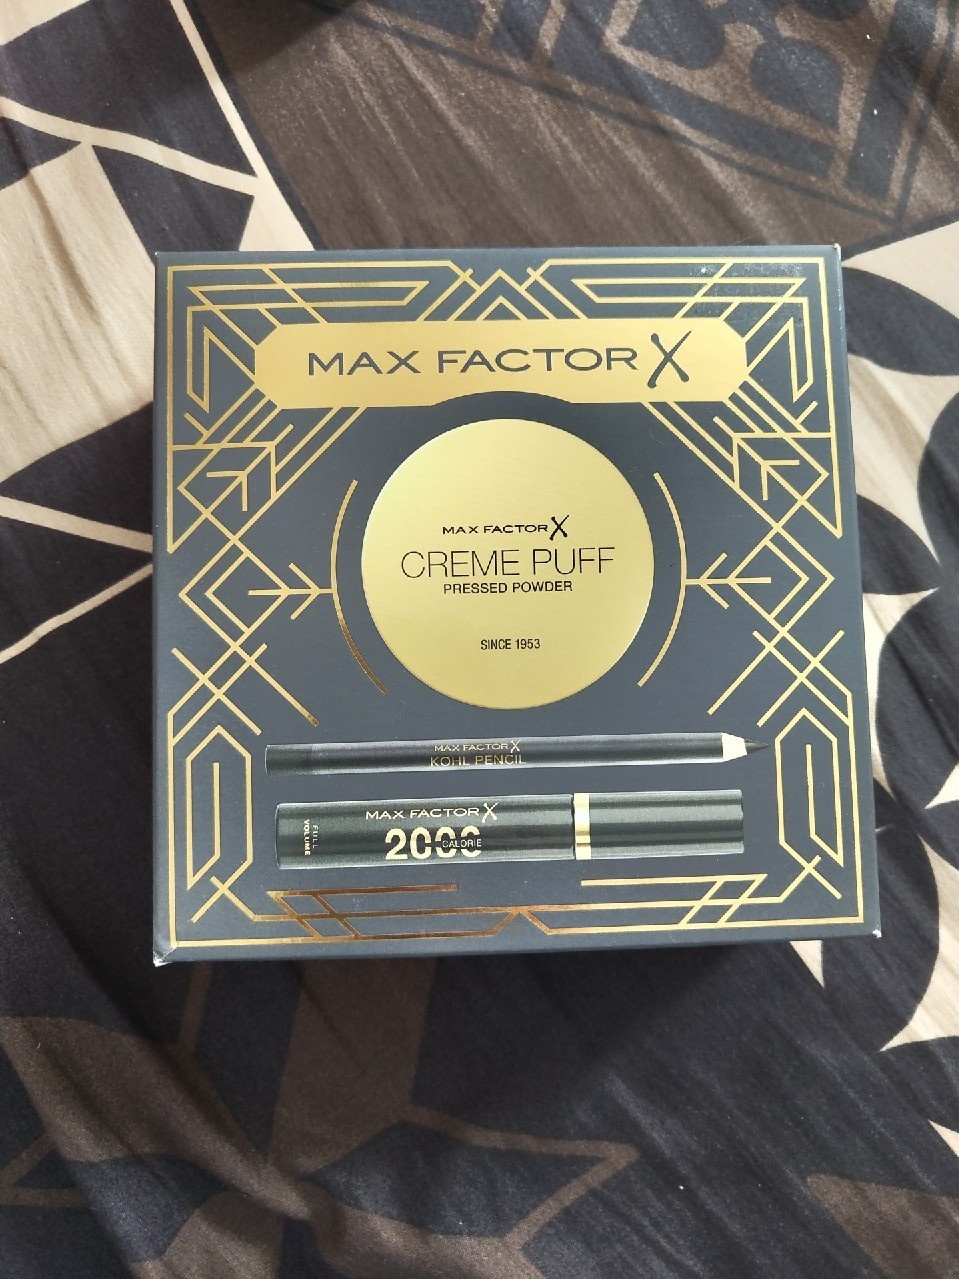 MAX FACTOR X
MAX FACTOR X
CREME PUFF
PRESSED POWDER
SINCE 1953
MAX FACTOR X
KOHL PENCIL
MAX FACTOR X
2000
CALORIE
FULL
VOLUME